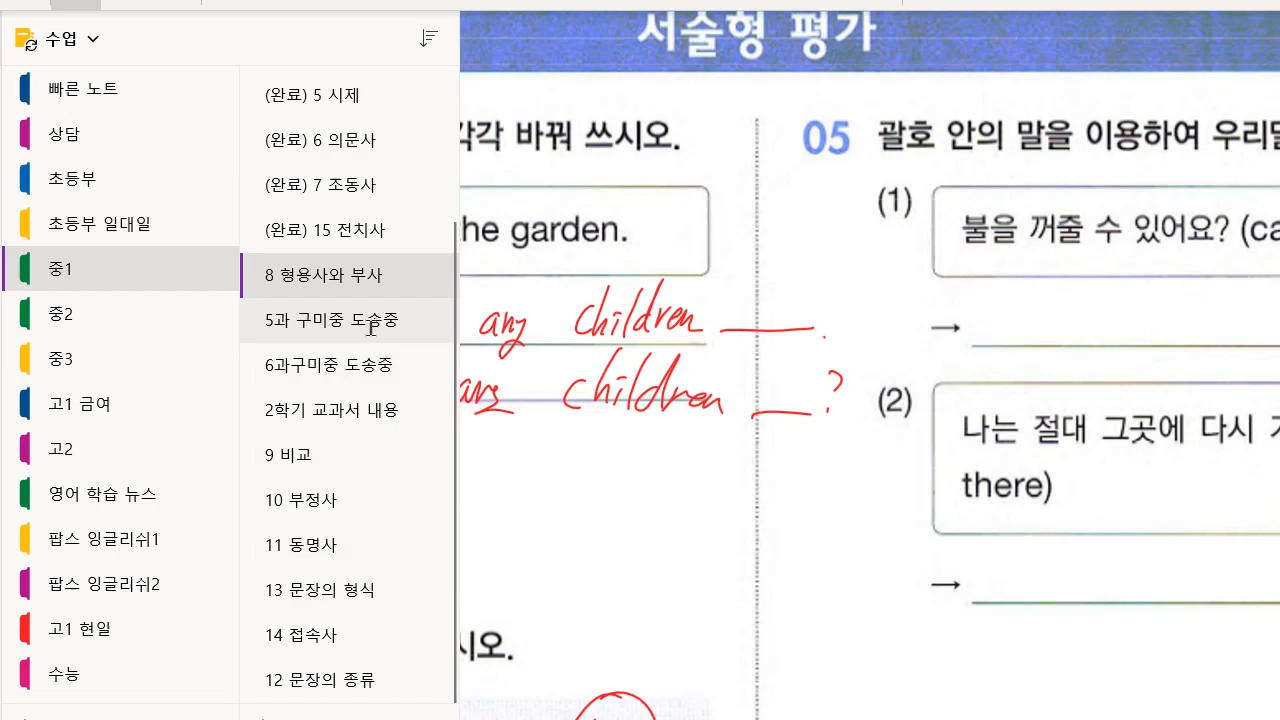 수업
빠른 노트
상담
초등부 일대일
중1
중2
고1 금여
고2
영어 학습 뉴스
팝스 잉글리쉬1
잉글리쉬2
고1 현일
수능
(완료) 5 시제
(완료) 6 의문사
(완료) 7 조동사
(완료) 15 전치사
8 형용사와 부사
5과 구미중 도송중
6과구미중 도송중
2학기 교과서 내용
9 비교
10 부정사
11 동명사
13 문장의 형식
14 접속사
12 문장의 종류
서술형 평가
각각 바꿔 쓰시오.
he garden.
any children
are children ?
시오.
05 괄호 안의 말을 이용하여 우리말
(1)
불을 꺼줄 수 있어요? (ca
→
(2)
나는 절대 그곳에 다시 가
there)
→